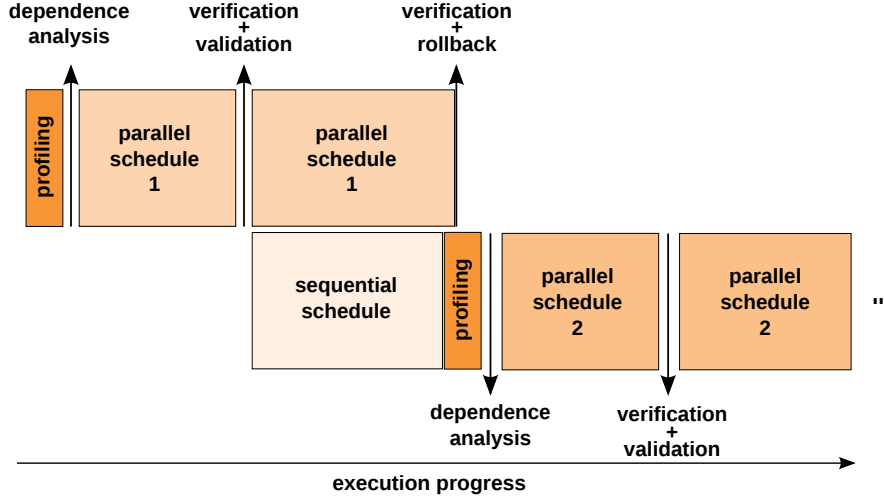 dependence
analysis
verification
+
validation
verification
+
rollback
profiling
parallel
schedule
1
parallel
schedule
1
sequential
schedule
profiling
parallel
schedule
2
parallel
schedule
2
"
dependence
analysis
verification
+
validation
execution progress